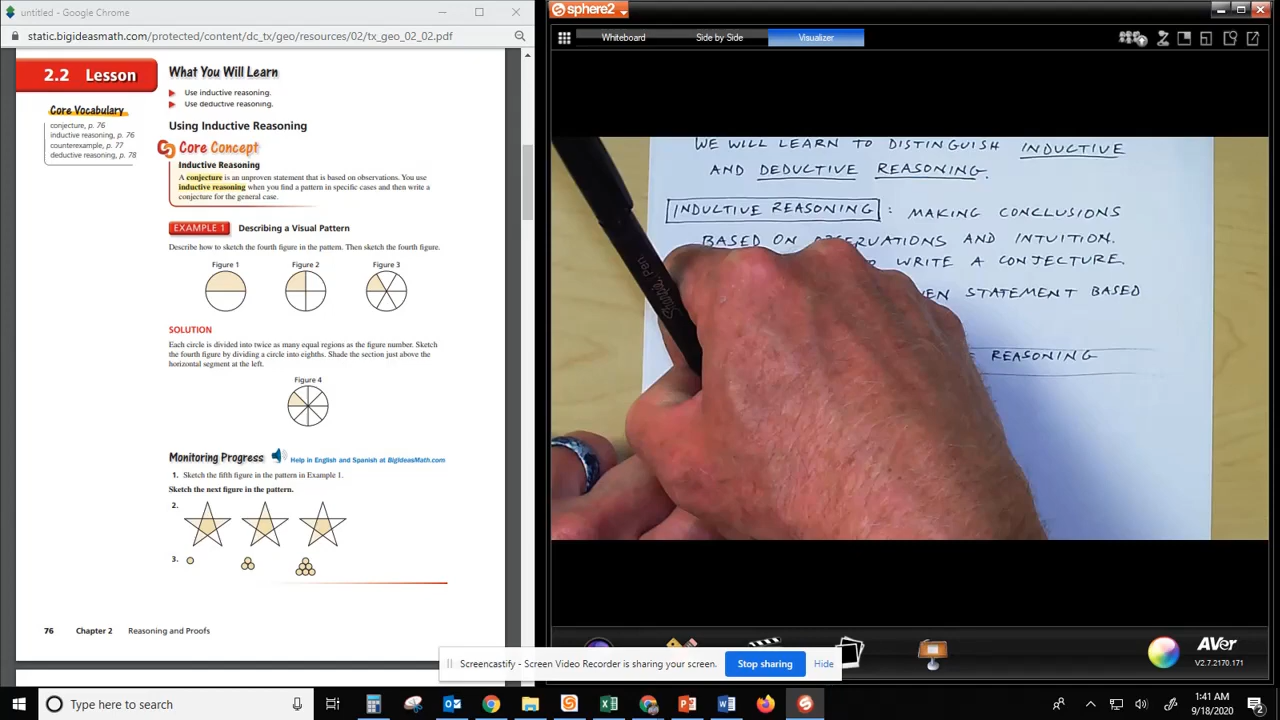 untitled - Google Chrome
static.bigideasmath.com/protected/content/dc_tx/geo/resources/02/tx_geo_02_02.pdf
2.2 Lesson
What You Will Learn
Use inductive reasoning.
Use deductive reasoning.
Core Vocabulary
conjecture, p. 76
inductive reasoning, p. 76
counterexample, p. 77
deductive reasoning, p. 78
Using Inductive Reasoning
Core Concept
Inductive Reasoning
A conjecture is an unproven statement that is based on observations. You use
inductive reasoning when you find a pattern in specific cases and then write a
conjecture for the general case.
EXAMPLE 1 Describing a Visual Pattern
Describe how to sketch the fourth figure in the pattern. Then sketch the fourth figure.
Figure 1 Figure 2 Figure 3
SOLUTION
Each circle is divided into twice as many equal regions as the figure number. Sketch
the fourth figure by dividing a circle into eighths. Shade the section just above the
horizontal segment at the left.
Figure 4
Monitoring Progress Help in English and Spanish at BigIdeasMath.com
1. Sketch the fifth figure in the pattern in Example 1.
Sketch the next figure in the pattern.
2.
3.
76 Chapter 2 Reasoning and Proofs
sphere2
Whiteboard Side by Side Visualizer
WE WILL LEARN TO DISTINGUISH INDUCTIVE
AND DEDUCTIVE REASONING.
INDUCTIVE REASONING : MAKING CONCLUSIONS
BASED ON OBSERVATIONS AND INTUITION.
WRITE A CONJECTURE.
STATEMENT BASED
REASONING
AVer
V2.7.2170.171
Screencastify - Screen Video Recorder is sharing your screen. Stop sharing Hide
Type here to search
1:41 AM
9/18/2020
2